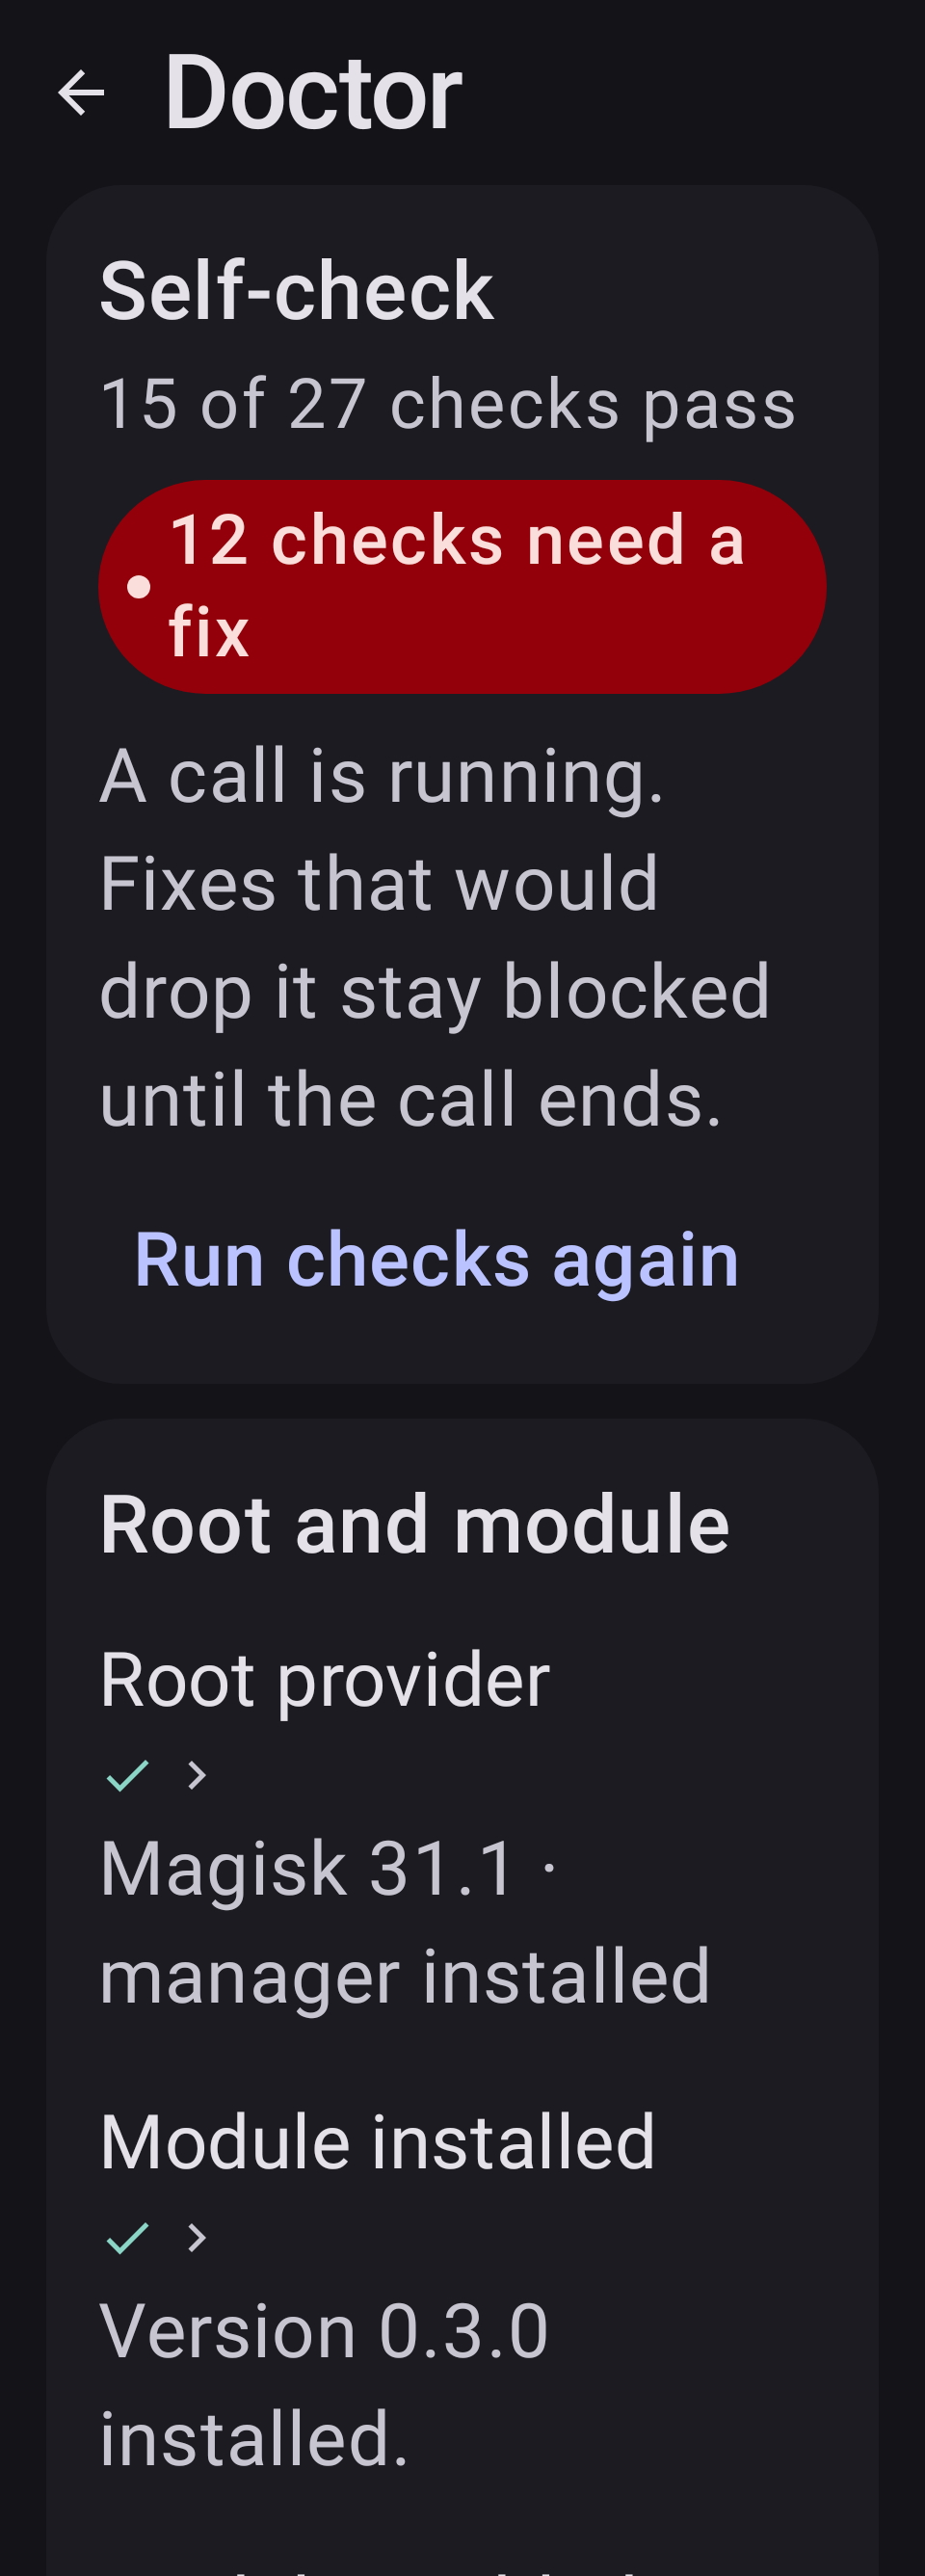 Doctor
Self-check
15 of 27 checks pass
12 checks need a
fix
A call is running.
Fixes that would
drop it stay blocked
until the call ends.
Run checks again
Root and module
Root provider
Magisk 31.1 ·
manager installed
Module installed
Version 0.3.0
installed.